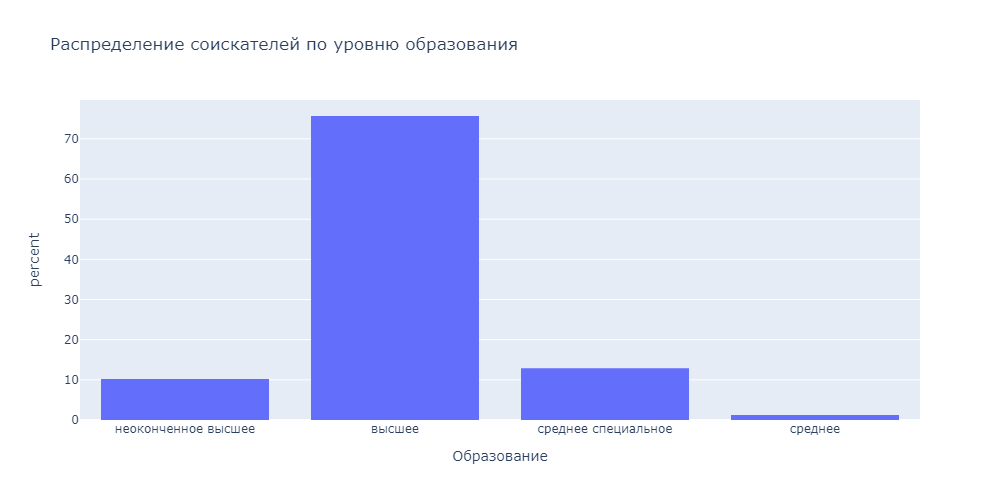 Распределение соискателей по уровню образования
70
60
50
40
30
20
10
0
percent
неоконченное высшее
высшее
среднее специальное
среднее
Образование